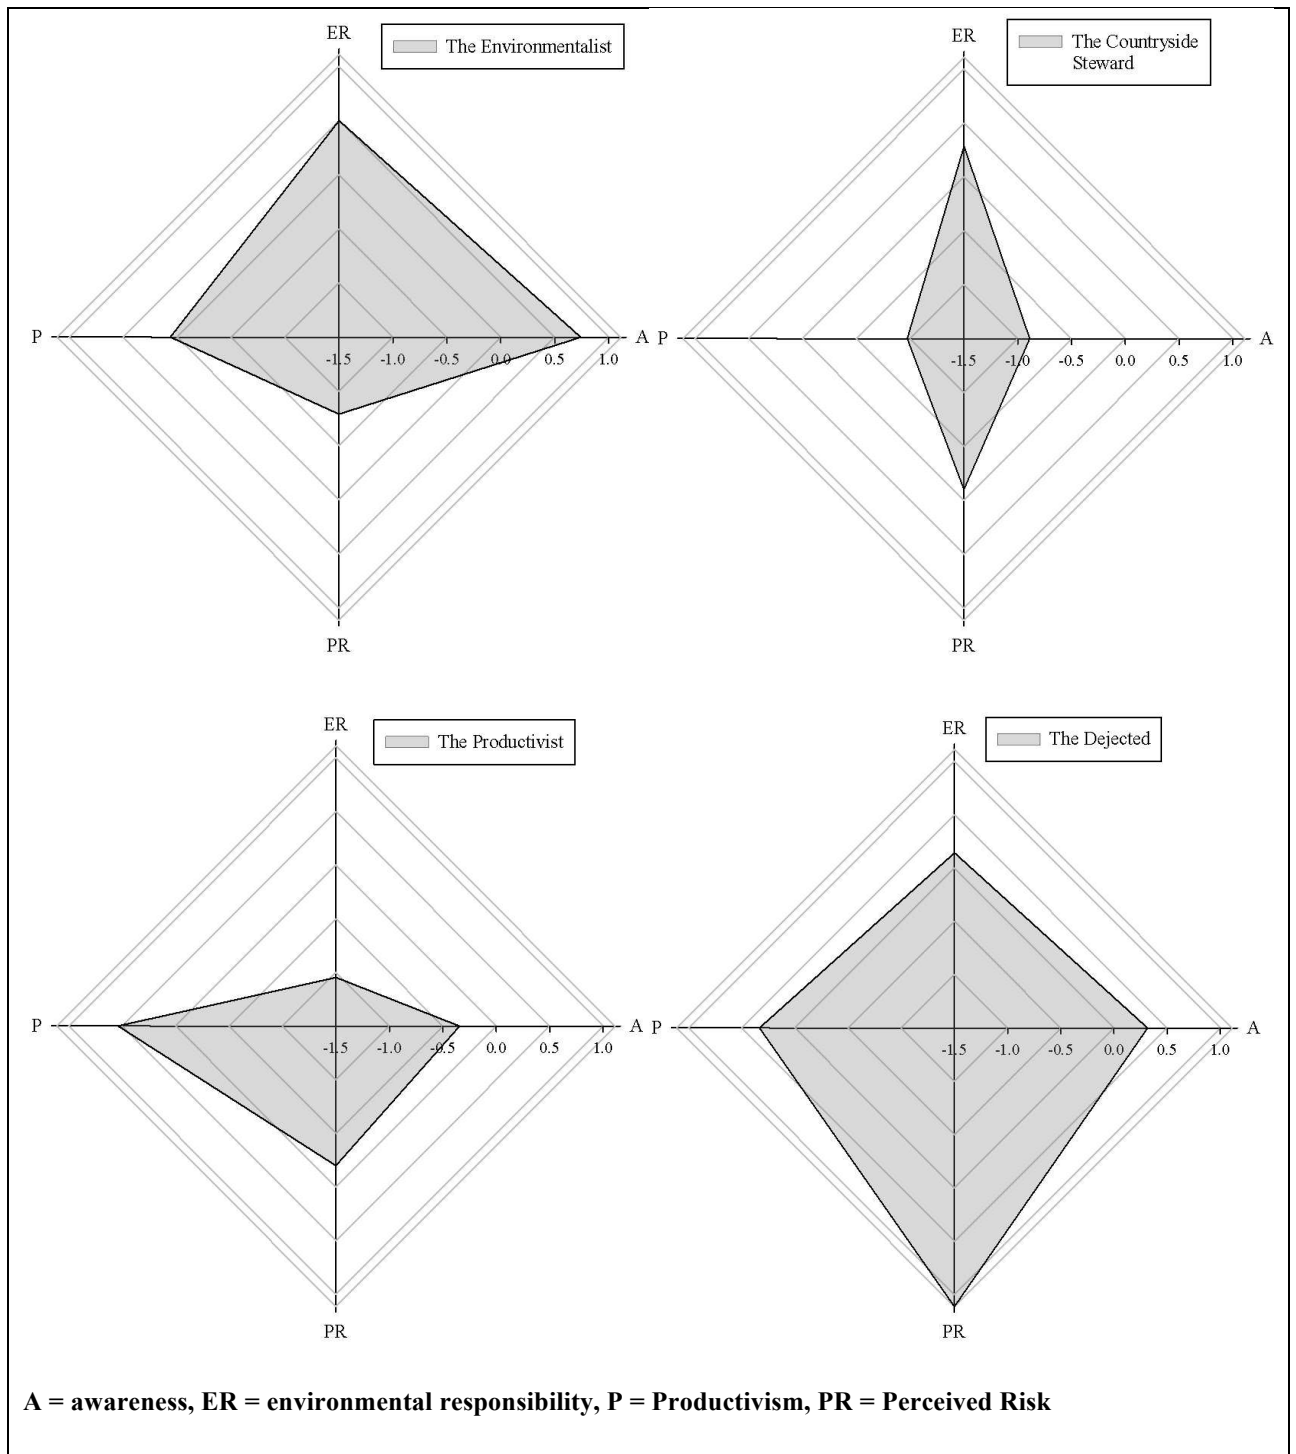 ER
The Environmentalist
P
A
-1.5 -1.0 -0.5 0.0 0.5 1.0
PR
ER
The Countryside
Steward
P
A
-1.5 -1.0 -0.5 0.0 0.5 1.0
PR
ER
The Productivist
P
A
-1.5 -1.0 -0.5 0.0 0.5 1.0
PR
ER
The Dejected
P
A
-1.5 -1.0 -0.5 0.0 0.5 1.0
PR
A = awareness, ER = environmental responsibility, P = Productivism, PR = Perceived Risk